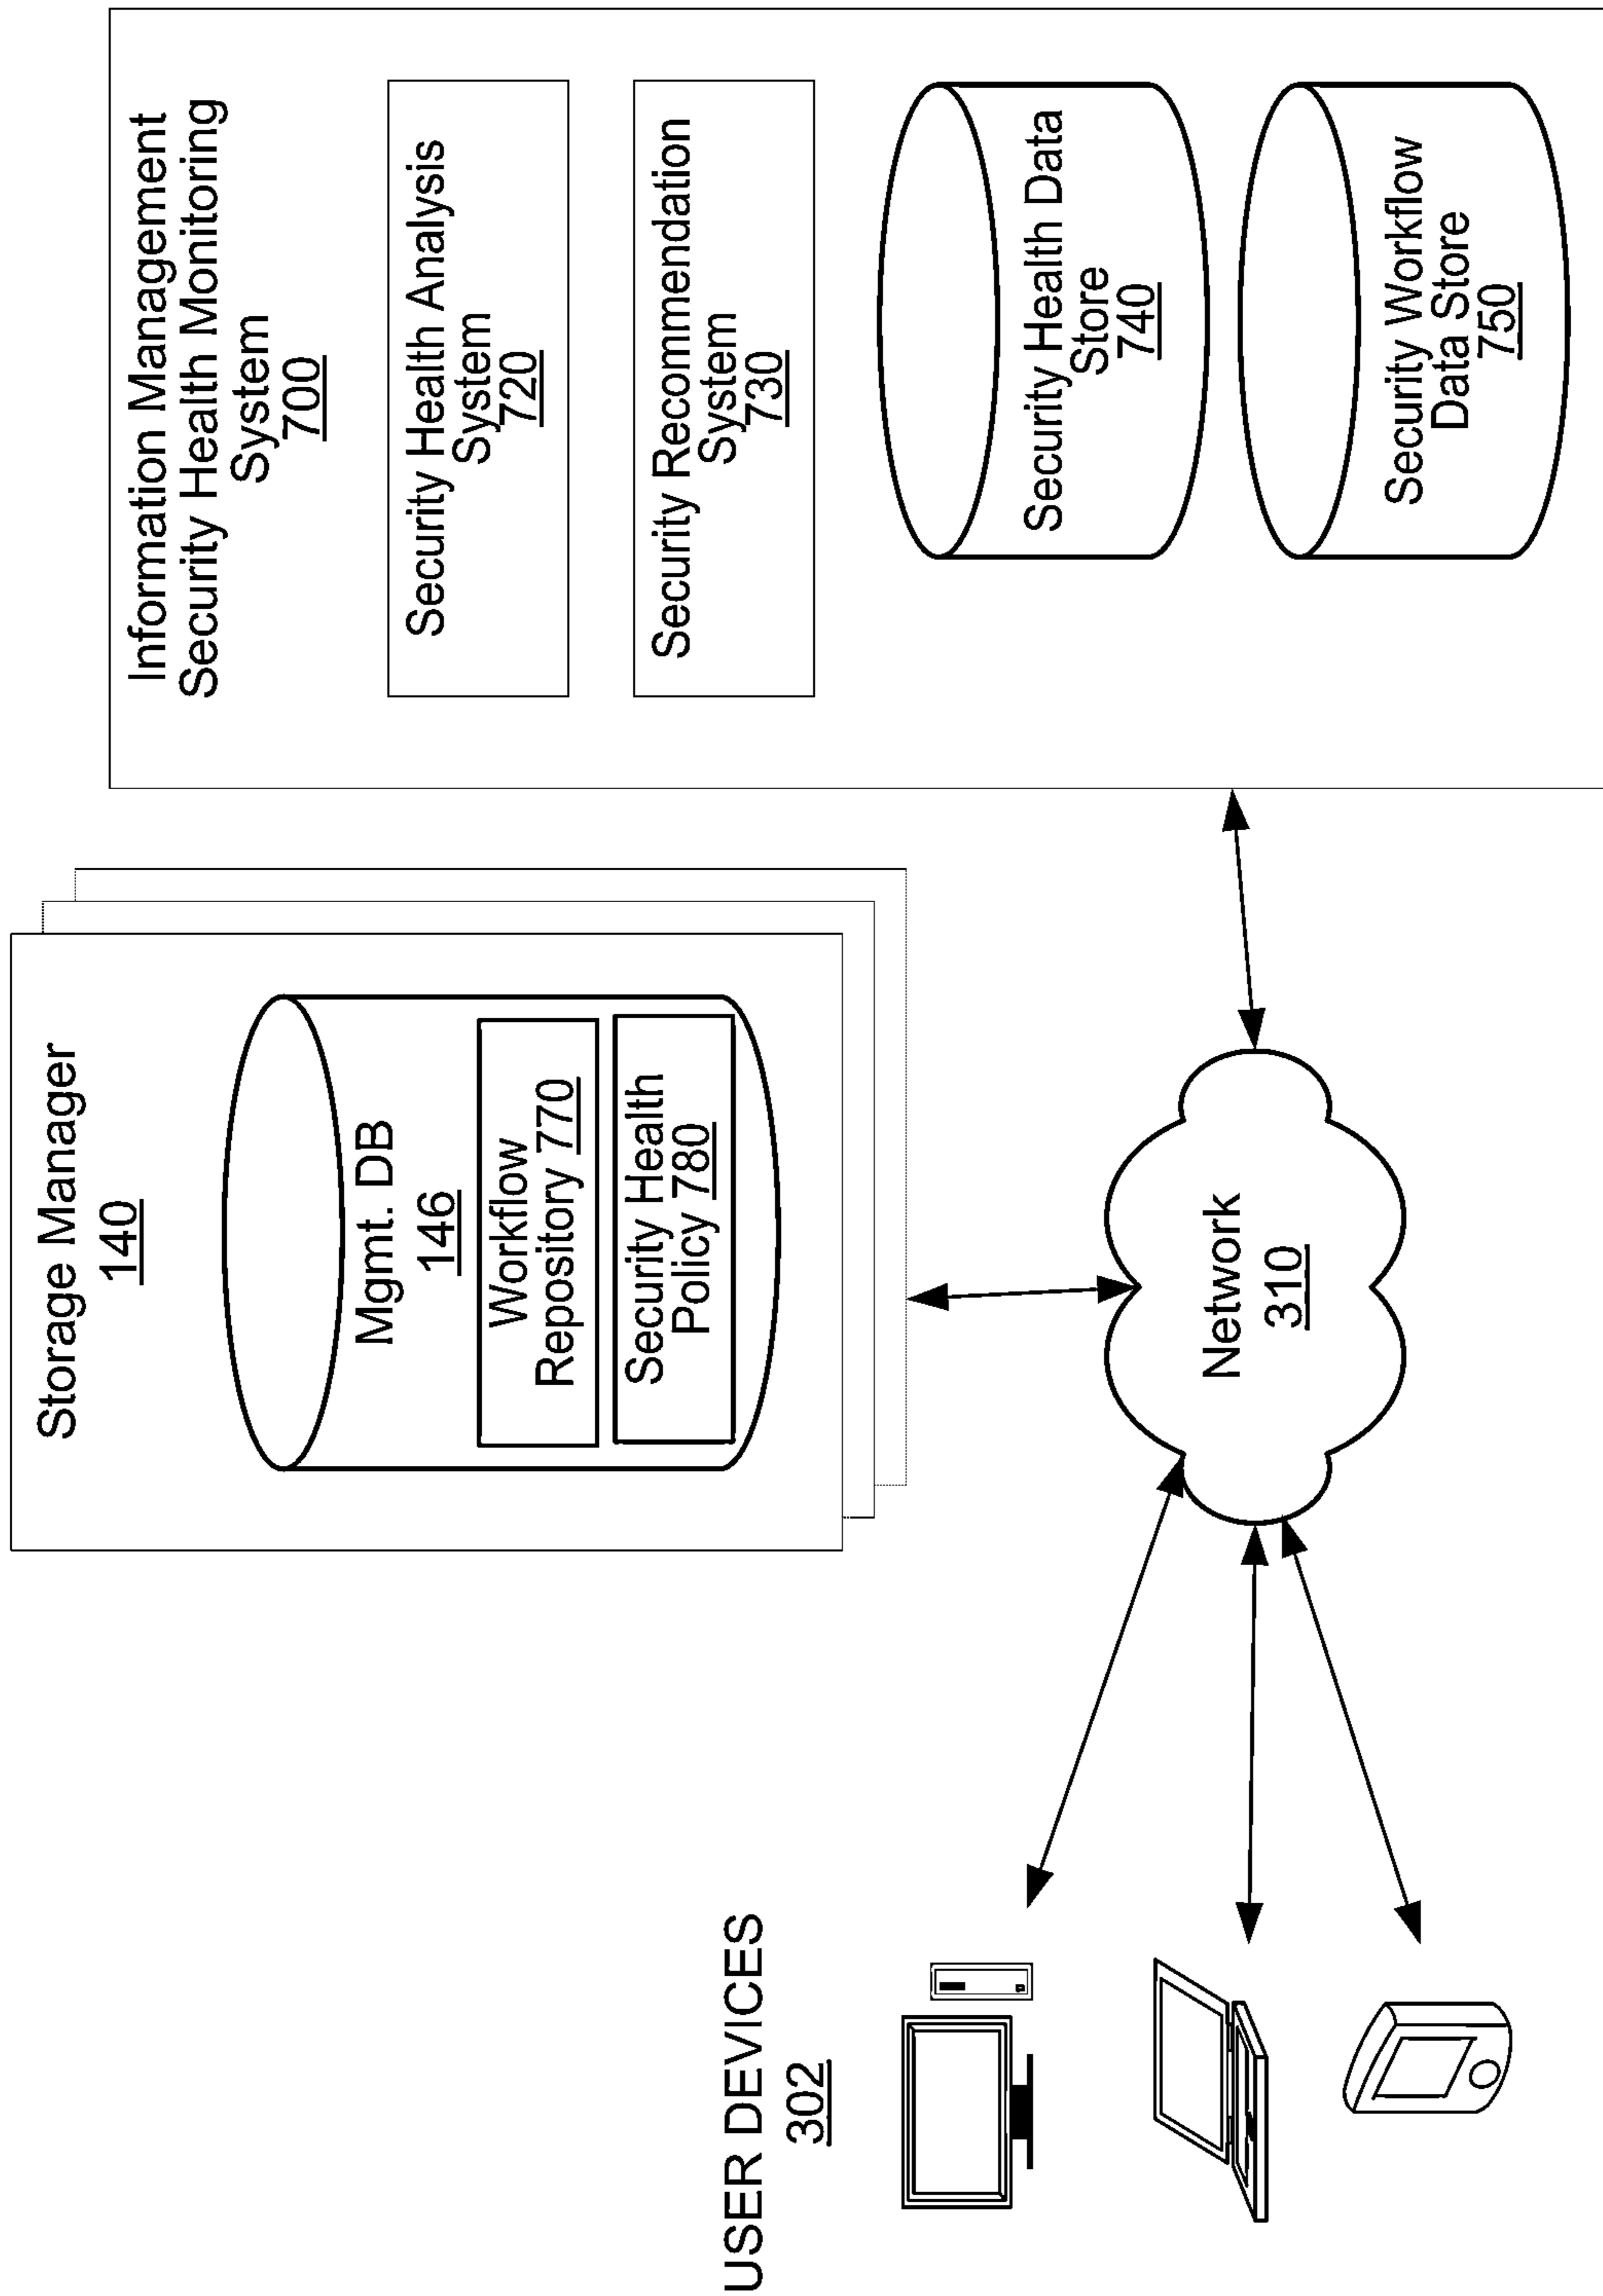 Storage Manager
140
Mgmt. DB
146
Workflow
Repository 770
Security Health
Policy 780
Information Management
Security Health Monitoring
System
700
Security Health Analysis
System
720
Security Recommendation
System
730
Security Health Data
Store
740
Security Workflow
Data Store
750
USER DEVICES
302
Network
310